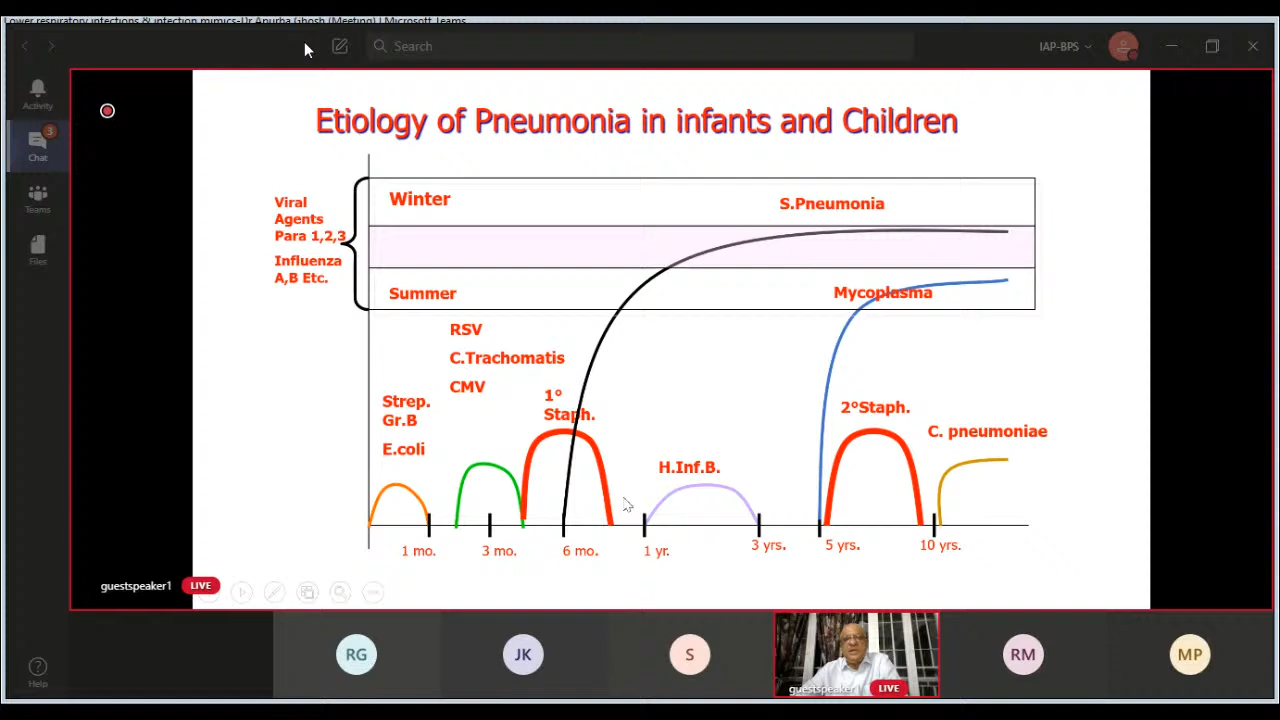 Lower respiratory infections & infection mimics-Dr Apurba Ghosh (Meeting) | Microsoft Teams
Search
IAP-BPS
Activity
3
Chat
Teams
Files
Help
Etiology of Pneumonia in infants and Children
Viral
Agents
Para 1,2,3
Influenza
A,B Etc.
Winter
S.Pneumonia
Summer
Mycoplasma
RSV
C.Trachomatis
CMV
Strep.
Gr.B
E.coli
1°
Staph.
H.Inf.B.
2°Staph.
C. pneumoniae
1 mo.
3 mo.
6 mo.
1 yr.
3 yrs.
5 yrs.
10 yrs.
guestspeaker1
LIVE
RG
JK
S
guestspeaker1
LIVE
RM
MP